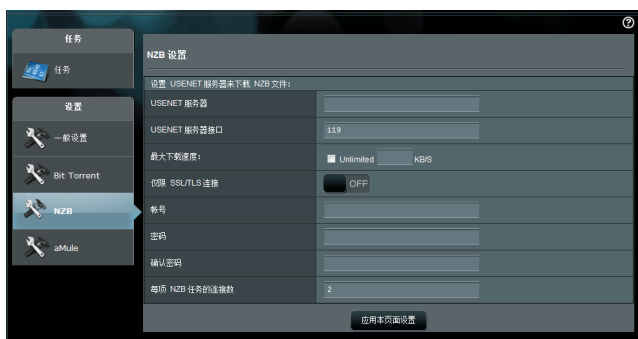 任务
任务
设置
一般设置
Bit Torrent
NZB
aMule
NZB 设置
设置 USENET 服务器来下载 NZB 文件：
USENET 服务器
USENET 服务器接口 119
最大下载速度： Unlimited KB/S
仅限 SSL/TLS 连接 OFF
帐号
密码
确认密码
每项 NZB 任务的连接数 2
应用本页面设置